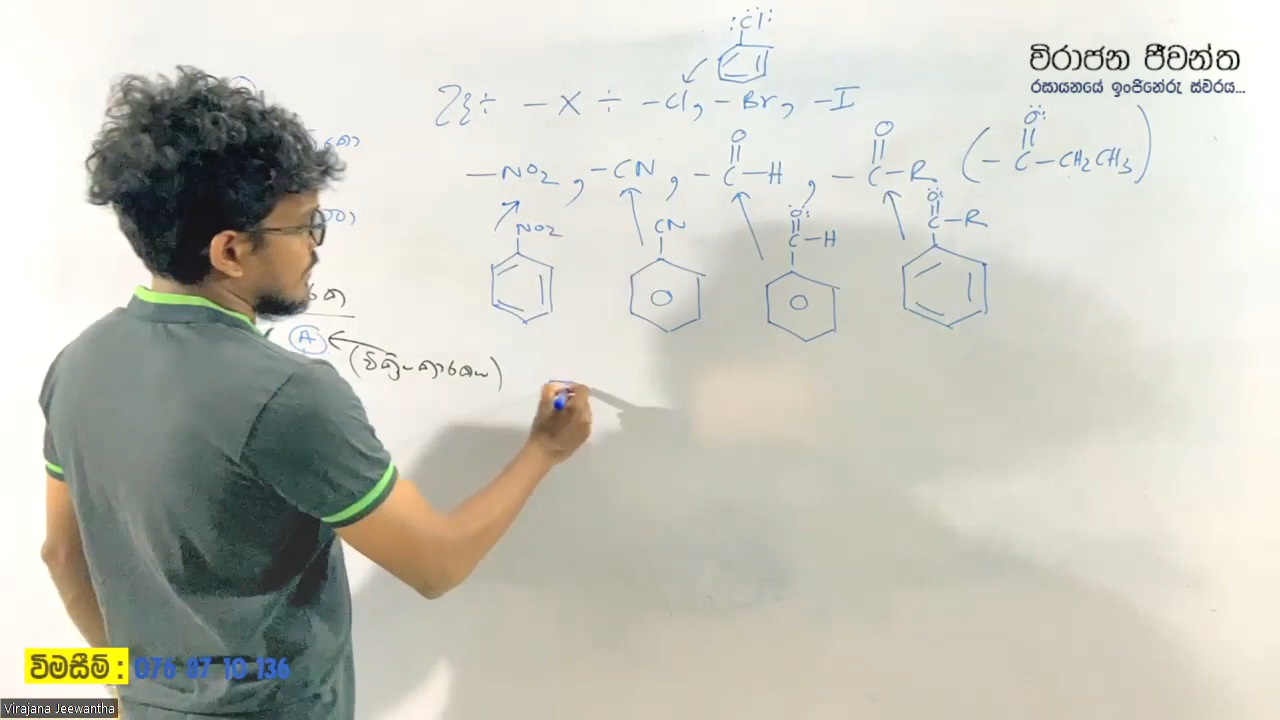 :Cl:
විරාජන ජීවන්ත
රසායනයේ ඉංජිනේරු ස්වරය...
උදා ÷ -X ÷ -Cl, -Br, -I
O O O
-NO2, -CN, -C-H, -C-R (-C-CH2CH3)
NO2 CN O O
C-H C-R
A
විමසීම් : 076 87 10 136
Virajana Jeewantha